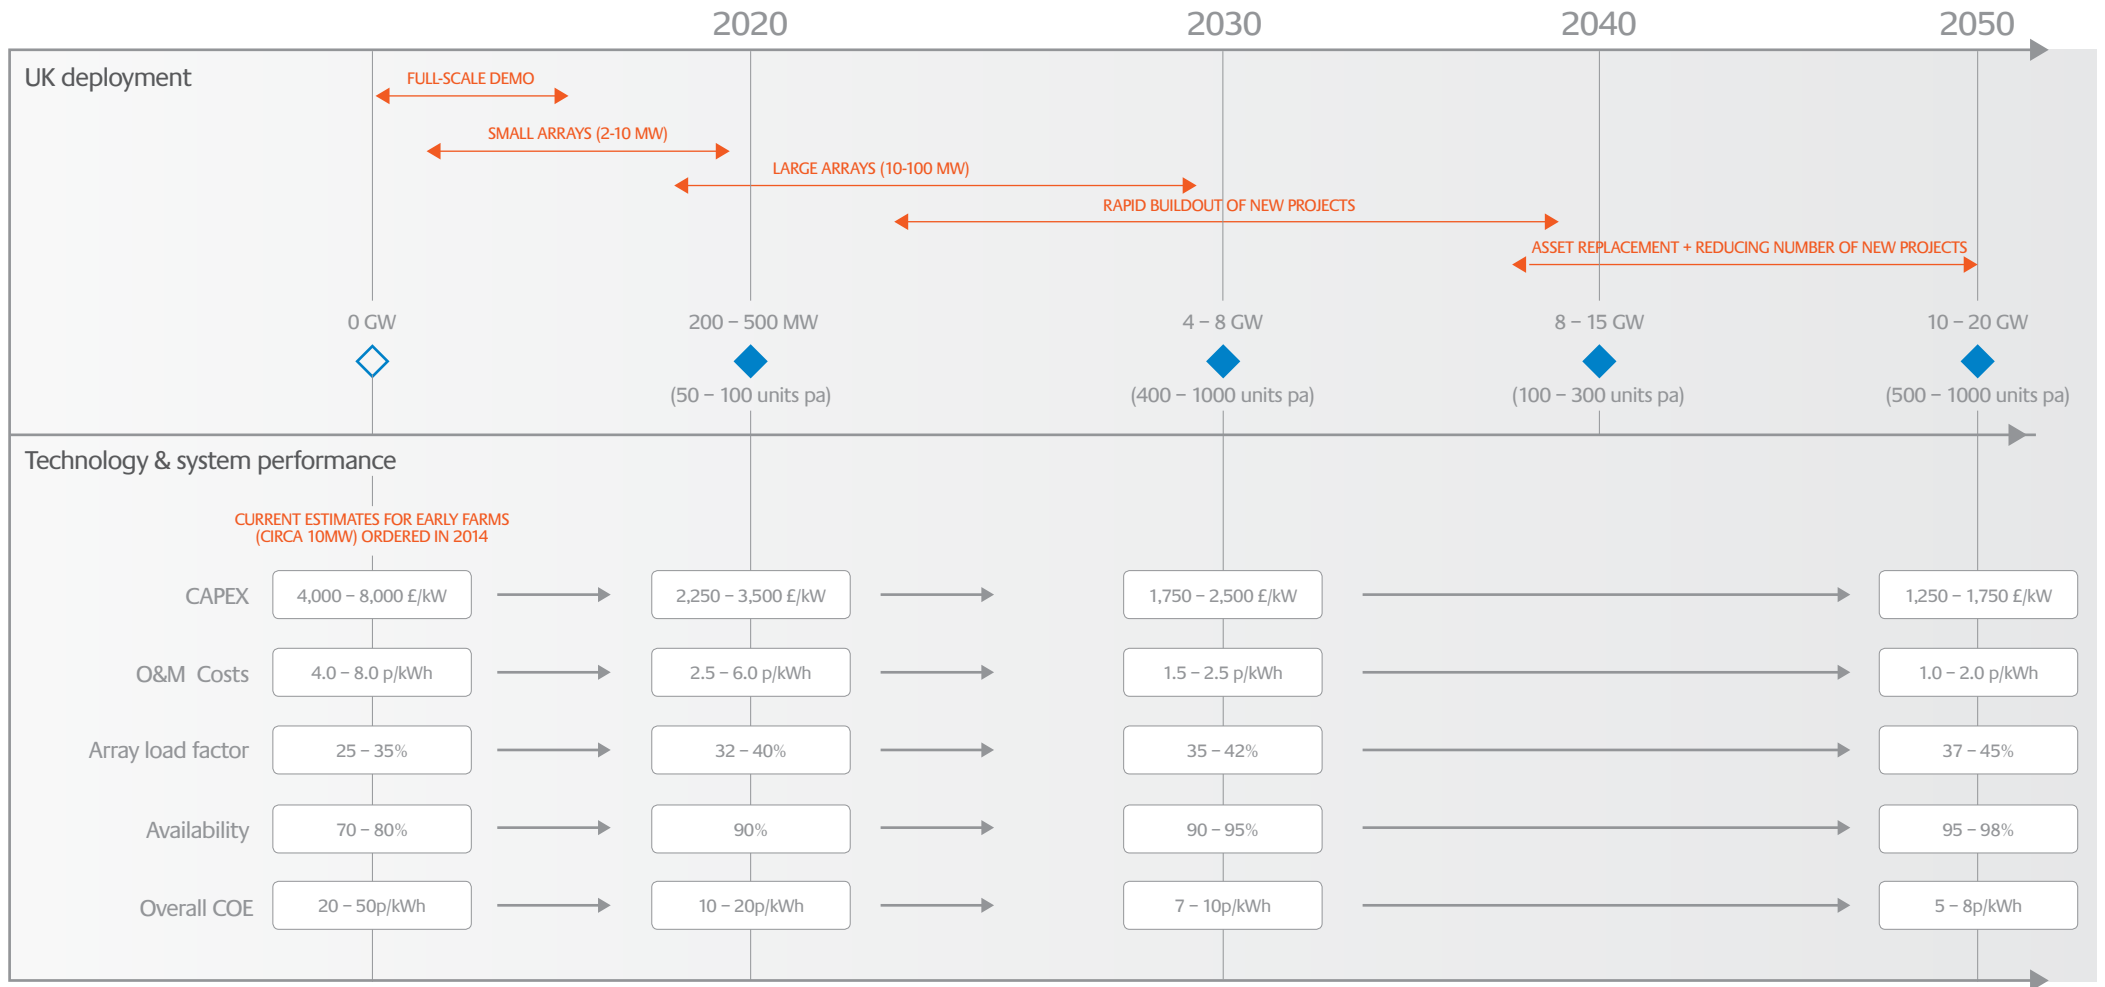 2020 2030 2040 2050
UK deployment
FULL-SCALE DEMO
SMALL ARRAYS (2-10 MW)
LARGE ARRAYS (10-100 MW)
RAPID BUILDOUT OF NEW PROJECTS
ASSET REPLACEMENT + REDUCING NUMBER OF NEW PROJECTS
0 GW 200 – 500 MW 4 – 8 GW 8 – 15 GW 10 – 20 GW
(50 – 100 units pa) (400 – 1000 units pa) (100 – 300 units pa) (500 – 1000 units pa)
Technology & system performance
CURRENT ESTIMATES FOR EARLY FARMS
(CIRCA 10MW) ORDERED IN 2014
CAPEX 4,000 – 8,000 £/kW 2,250 – 3,500 £/kW 1,750 – 2,500 £/kW 1,250 – 1,750 £/kW
O&M Costs 4.0 – 8.0 p/kWh 2.5 – 6.0 p/kWh 1.5 – 2.5 p/kWh 1.0 – 2.0 p/kWh
Array load factor 25 – 35% 32 – 40% 35 – 42% 37 – 45%
Availability 70 – 80% 90% 90 – 95% 95 – 98%
Overall COE 20 – 50p/kWh 10 – 20p/kWh 7 – 10p/kWh 5 – 8p/kWh